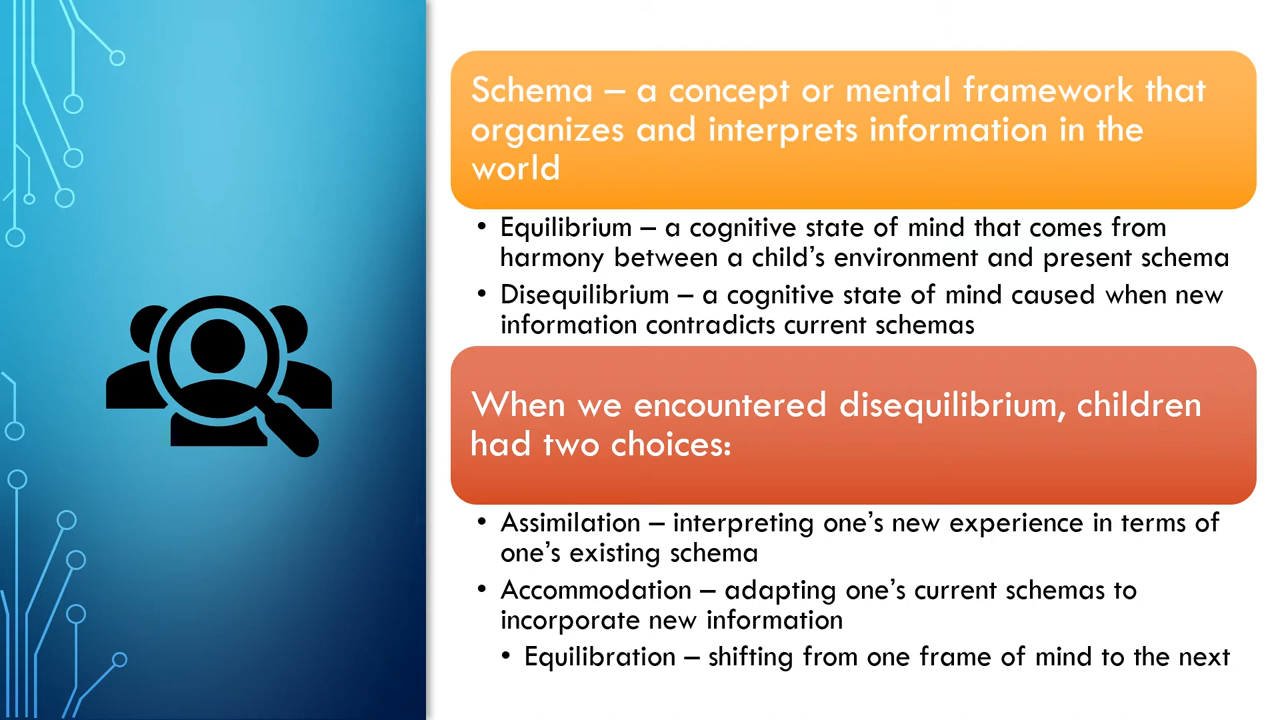 Schema – a concept or mental framework that
organizes and interprets information in the
world
• Equilibrium – a cognitive state of mind that comes from
harmony between a child’s environment and present schema
• Disequilibrium – a cognitive state of mind caused when new
information contradicts current schemas
When we encountered disequilibrium, children
had two choices:
• Assimilation – interpreting one’s new experience in terms of
one’s existing schema
• Accommodation – adapting one’s current schemas to
incorporate new information
• Equilibration – shifting from one frame of mind to the next